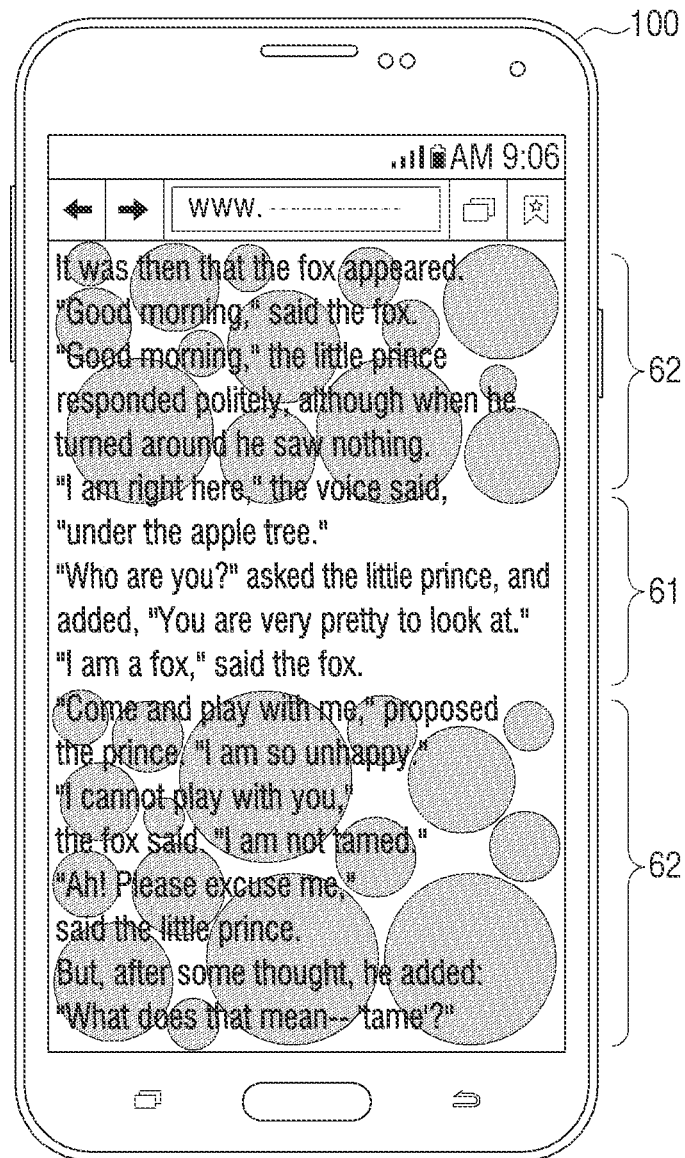 100
AM 9:06
www.
It was then that the fox appeared.
"Good morning," said the fox.
"Good morning," the little prince
responded politely, although when he
turned around he saw nothing.
"I am right here," the voice said,
"under the apple tree."
"Who are you?" asked the little prince, and
added, "You are very pretty to look at."
"I am a fox," said the fox.
"Come and play with me," proposed
the prince. "I am so unhappy."
"I cannot play with you,"
the fox said. "I am not tamed."
"Ah! Please excuse me,"
said the little prince.
But, after some thought, he added:
"What does that mean-- 'tame'?"
62
61
62